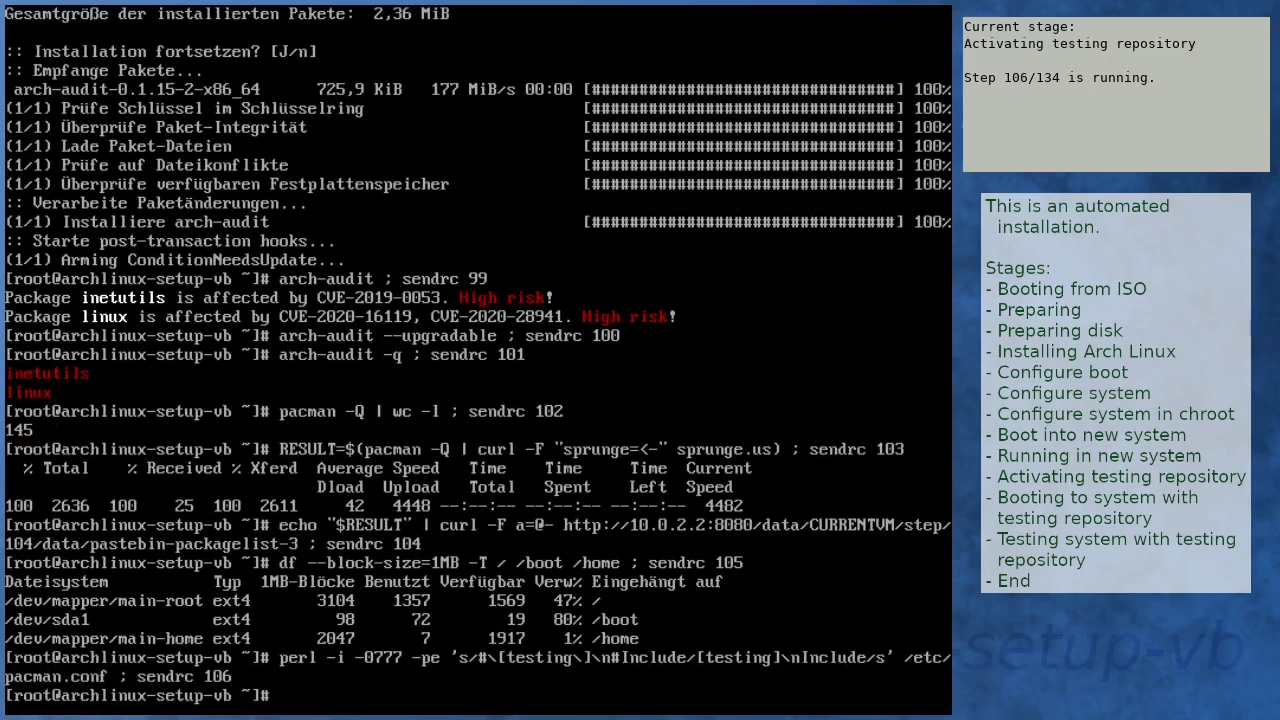 Gesamtgröße der installierten Pakete:  2,36 MiB
:: Installation fortsetzen? [J/n]
:: Empfange Pakete...
 arch-audit-0.1.15-2-x86_64      725,9 KiB   177 MiB/s 00:00 [#################################] 100%
(1/1) Prüfe Schlüssel im Schlüsselring                       [#################################] 100%
(1/1) Überprüfe Paket-Integrität                             [#################################] 100%
(1/1) Lade Paket-Dateien                                     [#################################] 100%
(1/1) Prüfe auf Dateikonflikte                               [#################################] 100%
(1/1) Überprüfe verfügbaren Festplattenspeicher              [#################################] 100%
:: Verarbeite Paketänderungen...
(1/1) Installiere arch-audit                                 [#################################] 100%
:: Starte post-transaction hooks...
(1/1) Arming ConditionNeedsUpdate...
[root@archlinux-setup-vb ~]# arch-audit ; sendrc 99
Package inetutils is affected by CVE-2019-0053. High risk!
Package linux is affected by CVE-2020-16119, CVE-2020-28941. High risk!
[root@archlinux-setup-vb ~]# arch-audit --upgradable ; sendrc 100
[root@archlinux-setup-vb ~]# arch-audit -q ; sendrc 101
inetutils
linux
[root@archlinux-setup-vb ~]# pacman -Q | wc -l ; sendrc 102
145
[root@archlinux-setup-vb ~]# RESULT=$(pacman -Q | curl -F "sprunge=<-" sprunge.us) ; sendrc 103
  % Total    % Received % Xferd  Average Speed   Time    Time     Time  Current
                                 Dload  Upload   Total   Spent    Left  Speed
100  2636  100    25  100  2611     42   4448 --:--:-- --:--:-- --:--:--  4482
[root@archlinux-setup-vb ~]# echo "$RESULT" | curl -F a=@- http://10.0.2.2:8080/data/CURRENTVM/step/
104/data/pastebin-packagelist-3 ; sendrc 104
[root@archlinux-setup-vb ~]# df --block-size=1MB -T / /boot /home ; sendrc 105
Dateisystem           Typ  1MB-Blöcke Benutzt Verfügbar Verw% Eingehängt auf
/dev/mapper/main-root ext4       3104    1357      1569   47% /
/dev/sda1             ext4         98      72        19   80% /boot
/dev/mapper/main-home ext4       2047       7      1917    1% /home
[root@archlinux-setup-vb ~]# perl -i -0777 -pe 's/#\[testing\]\n#Include/[testing]\nInclude/s' /etc/
pacman.conf ; sendrc 106
[root@archlinux-setup-vb ~]#
Current stage:
Activating testing repository
Step 106/134 is running.
This is an automated
installation.
Stages:
- Booting from ISO
- Preparing
- Preparing disk
- Installing Arch Linux
- Configure boot
- Configure system
- Configure system in chroot
- Boot into new system
- Running in new system
- Activating testing repository
- Booting to system with
testing repository
- Testing system with testing
repository
- End
setup-vb